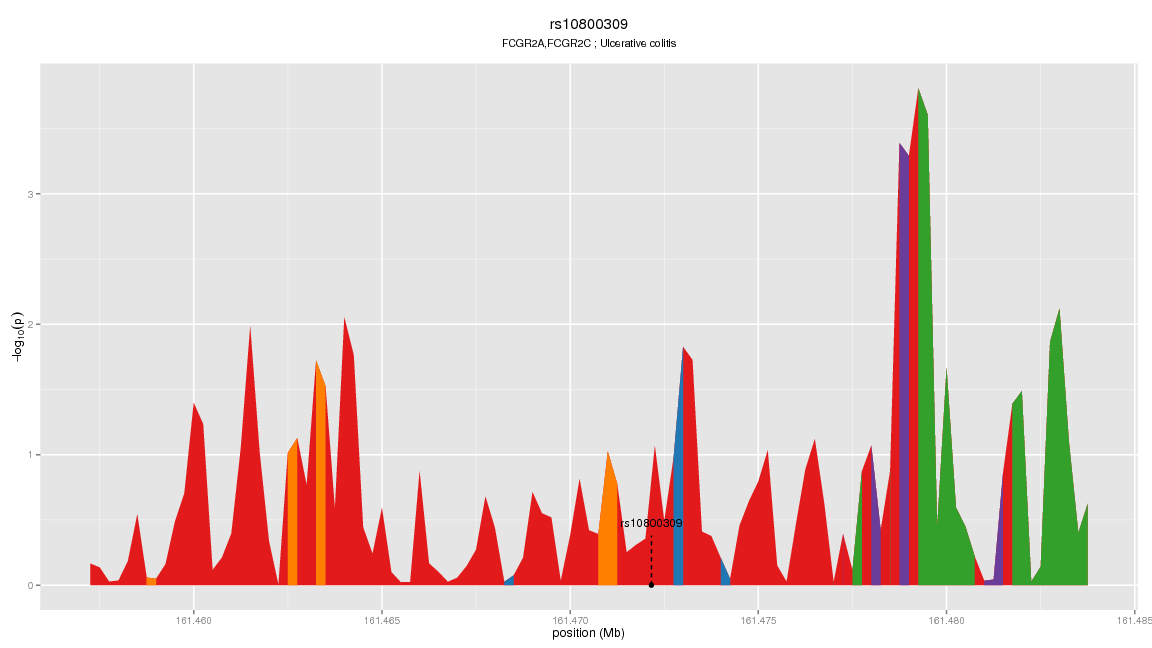 rs10800309
FCGR2A,FCGR2C ; Ulcerative colitis
3
2
1
0
−log10(p)
rs10800309
161.460 161.465 161.470 161.475 161.480 161.485
position (Mb)